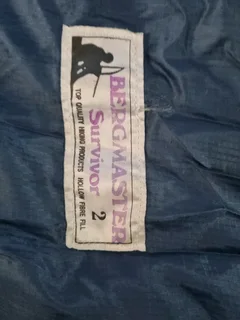 BERGMASTER
Survivor 2
TOP QUALITY HIKING PRODUCTS HOLLOW FIBRE FILL